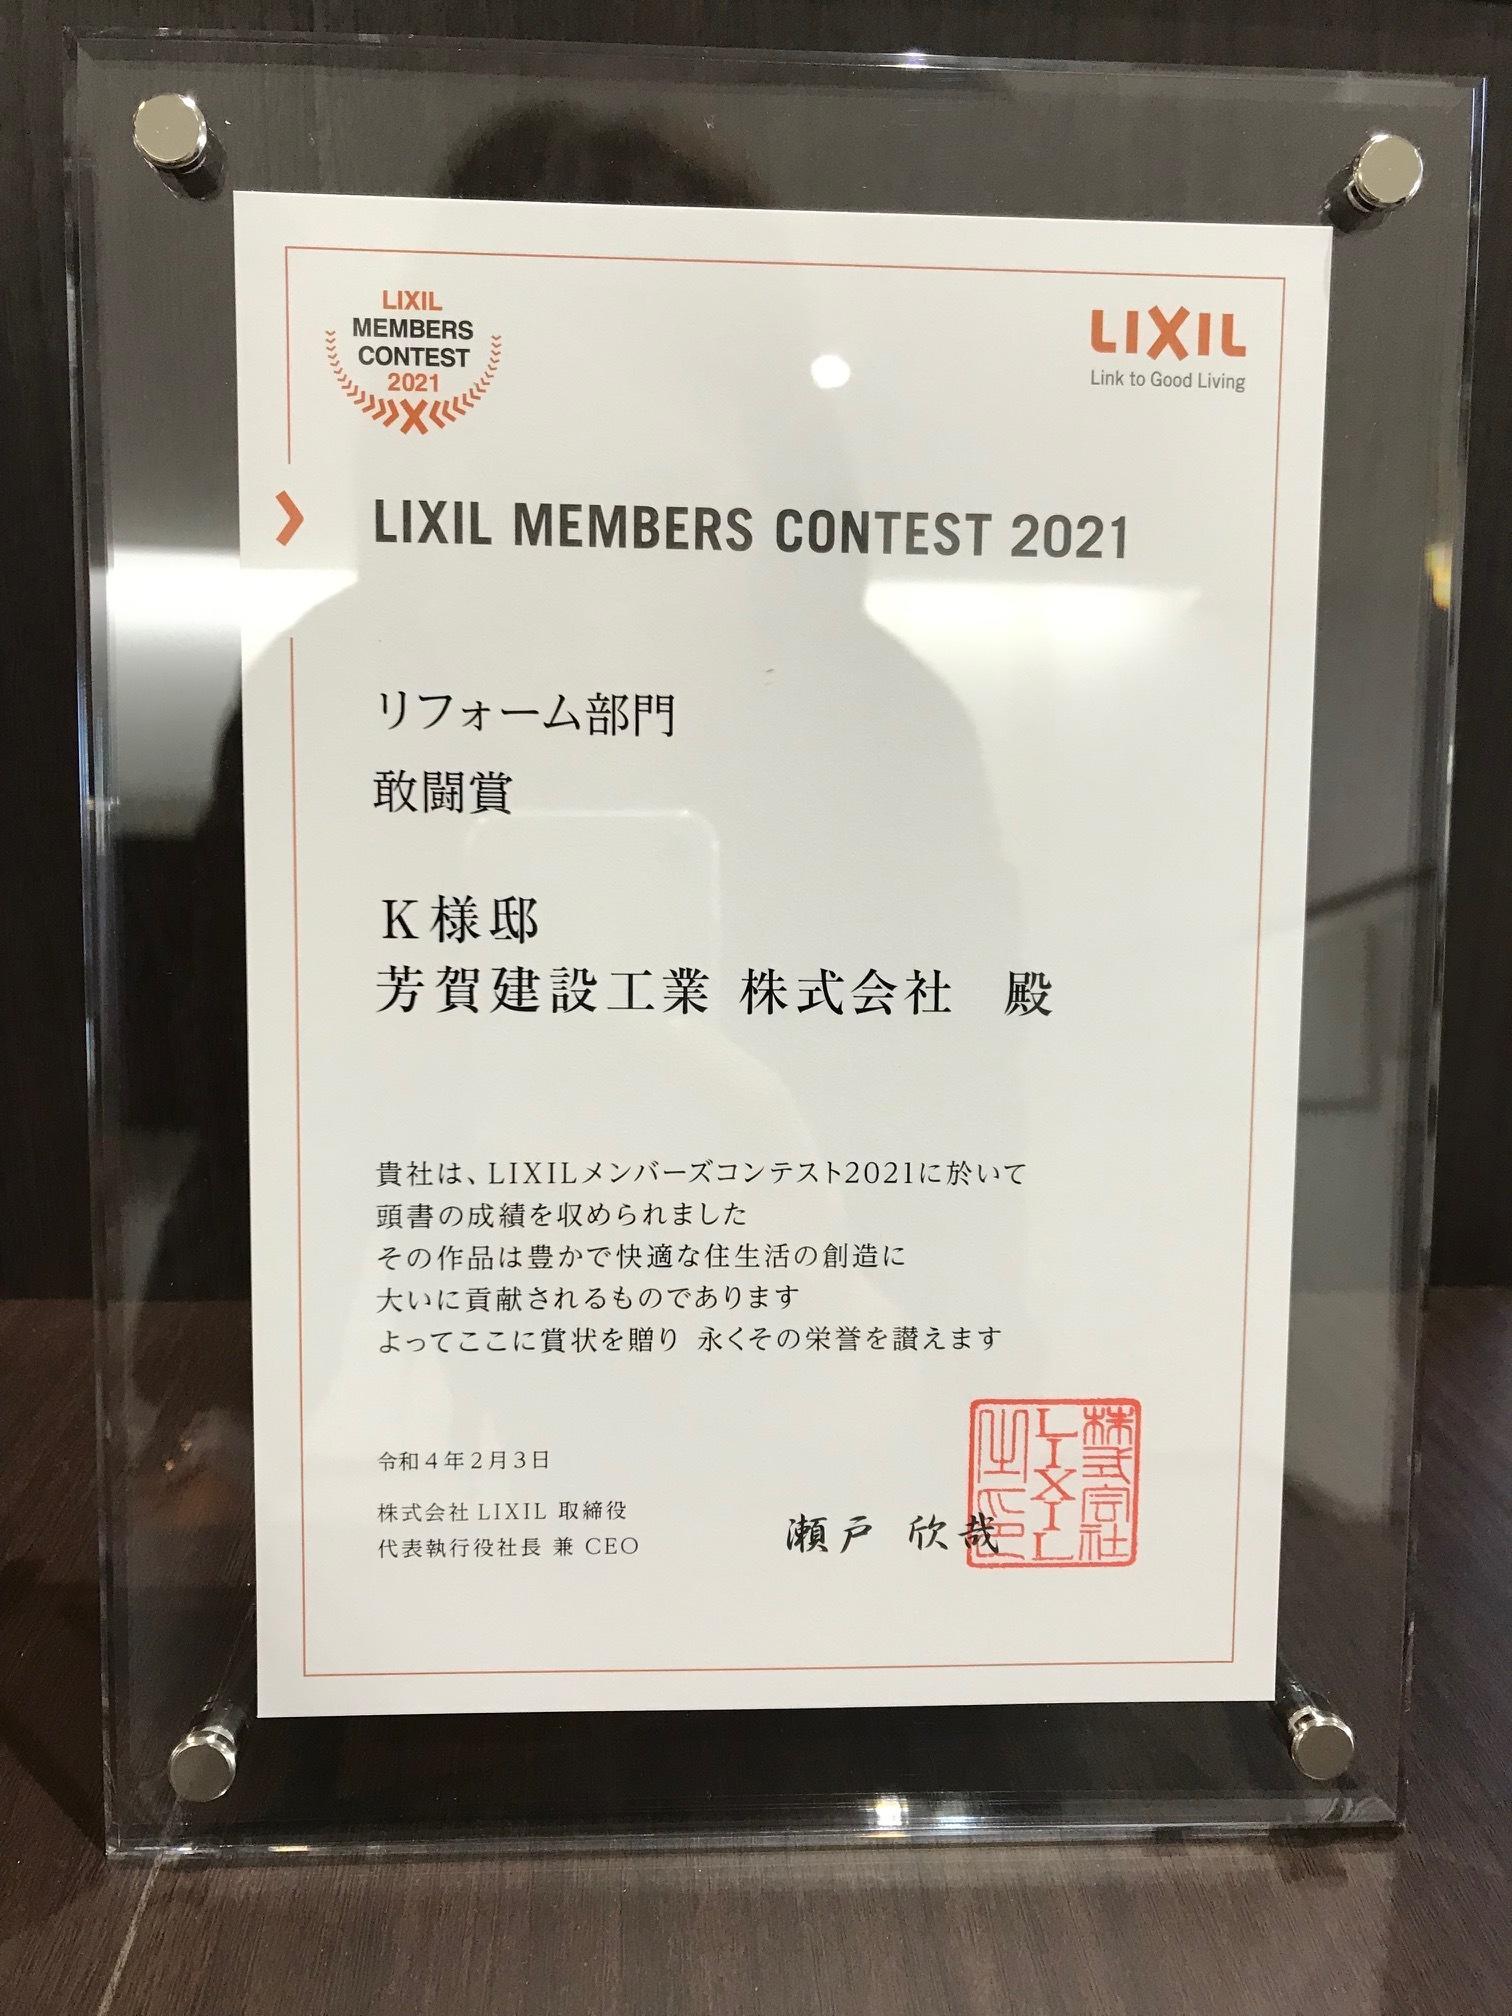 LIXIL
MEMBERS
CONTEST
2021
LIXIL
Link to Good Living
LIXIL MEMBERS CONTEST 2021
リフォーム部門
敢闘賞
K様邸
芳賀建設工業 株式会社 殿
貴社は、LIXILメンバーズコンテスト2021に於いて
頭書の成績を収められました
その作品は豊かで快適な住生活の創造に
大いに貢献されるものであります
よってここに賞状を贈り 永くその栄誉を讃えます
令和4年2月3日
株式会社 LIXIL 取締役
代表執行役社長 兼 CEO
瀬戸 欣哉
株式会社
LIXIL
之印